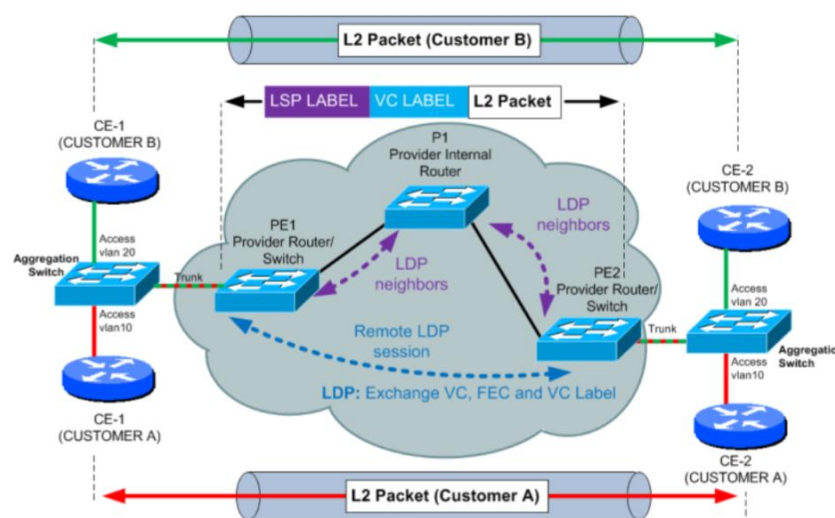 L2 Packet (Customer B)
LSP LABEL VC LABEL L2 Packet
CE-1
(CUSTOMER B)
P1
Provider Internal
Router
CE-2
(CUSTOMER B)
LDP
neighbors
PE1
Provider Router/
Switch
Access
vlan 20
Aggregation
Switch
Trunk
LDP
neighbors
PE2
Provider Router/
Switch
Access
vlan 20
Trunk
Aggregation
Switch
Access
vlan10
Remote LDP
session
Access
vlan10
LDP: Exchange VC, FEC and VC Label
CE-1
(CUSTOMER A)
CE-2
(CUSTOMER A)
L2 Packet (Customer A)